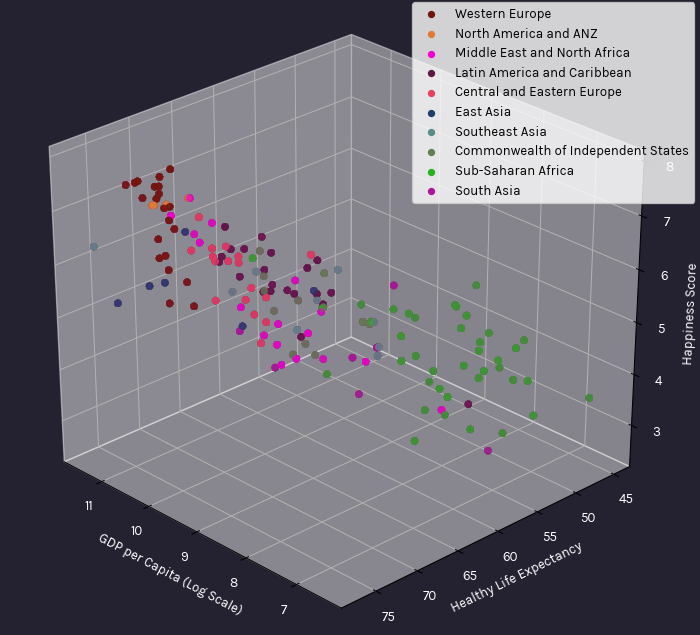 Western Europe
North America and ANZ
Middle East and North Africa
Latin America and Caribbean
Central and Eastern Europe
East Asia
Southeast Asia
Commonwealth of Independent States
Sub-Saharan Africa
South Asia
8
7
6
5
4
3
Happiness Score
11
10
9
8
7
GDP per Capita (Log Scale)
45
50
55
60
65
70
75
Healthy Life Expectancy